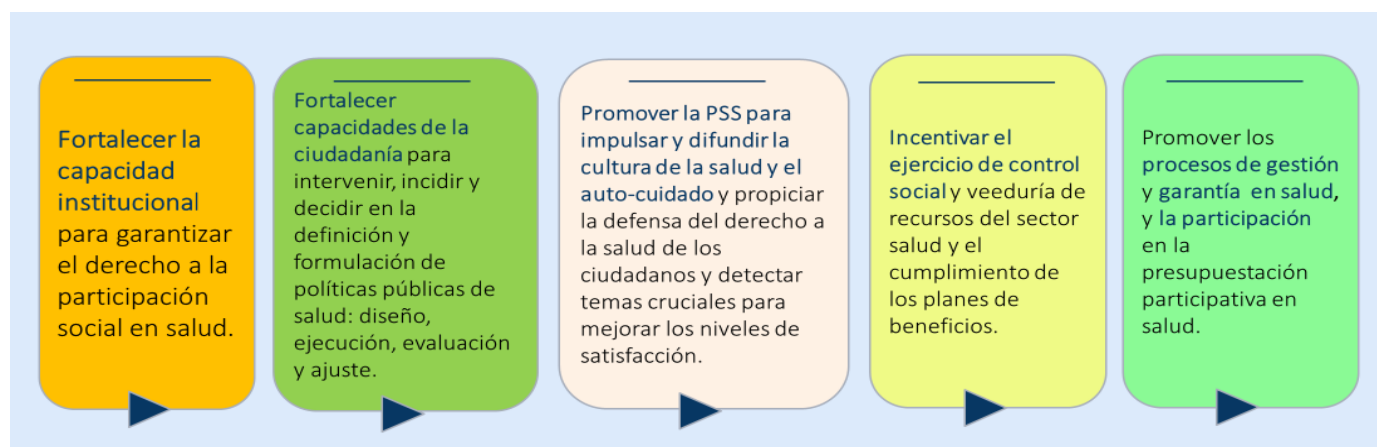 Fortalecer la
capacidad
institucional
para garantizar
el derecho a la
participación
social en salud.
Fortalecer
capacidades de la
ciudadanía para
intervenir, incidir y
decidir en la
definición y
formulación de
políticas públicas de
salud: diseño,
ejecución, evaluación
y ajuste.
Promover la PSS para
impulsar y difundir la
cultura de la salud y el
auto-cuidado y propiciar
la defensa del derecho a
la salud de los
ciudadanos y detectar
temas cruciales para
mejorar los niveles de
satisfacción.
Incentivar el
ejercicio de control
social y veeduría de
recursos del sector
salud y el
cumplimiento de
los planes de
beneficios.
Promover los
procesos de gestión
y garantía en salud,
y la participación
en la
presupuestación
participativa en
salud.